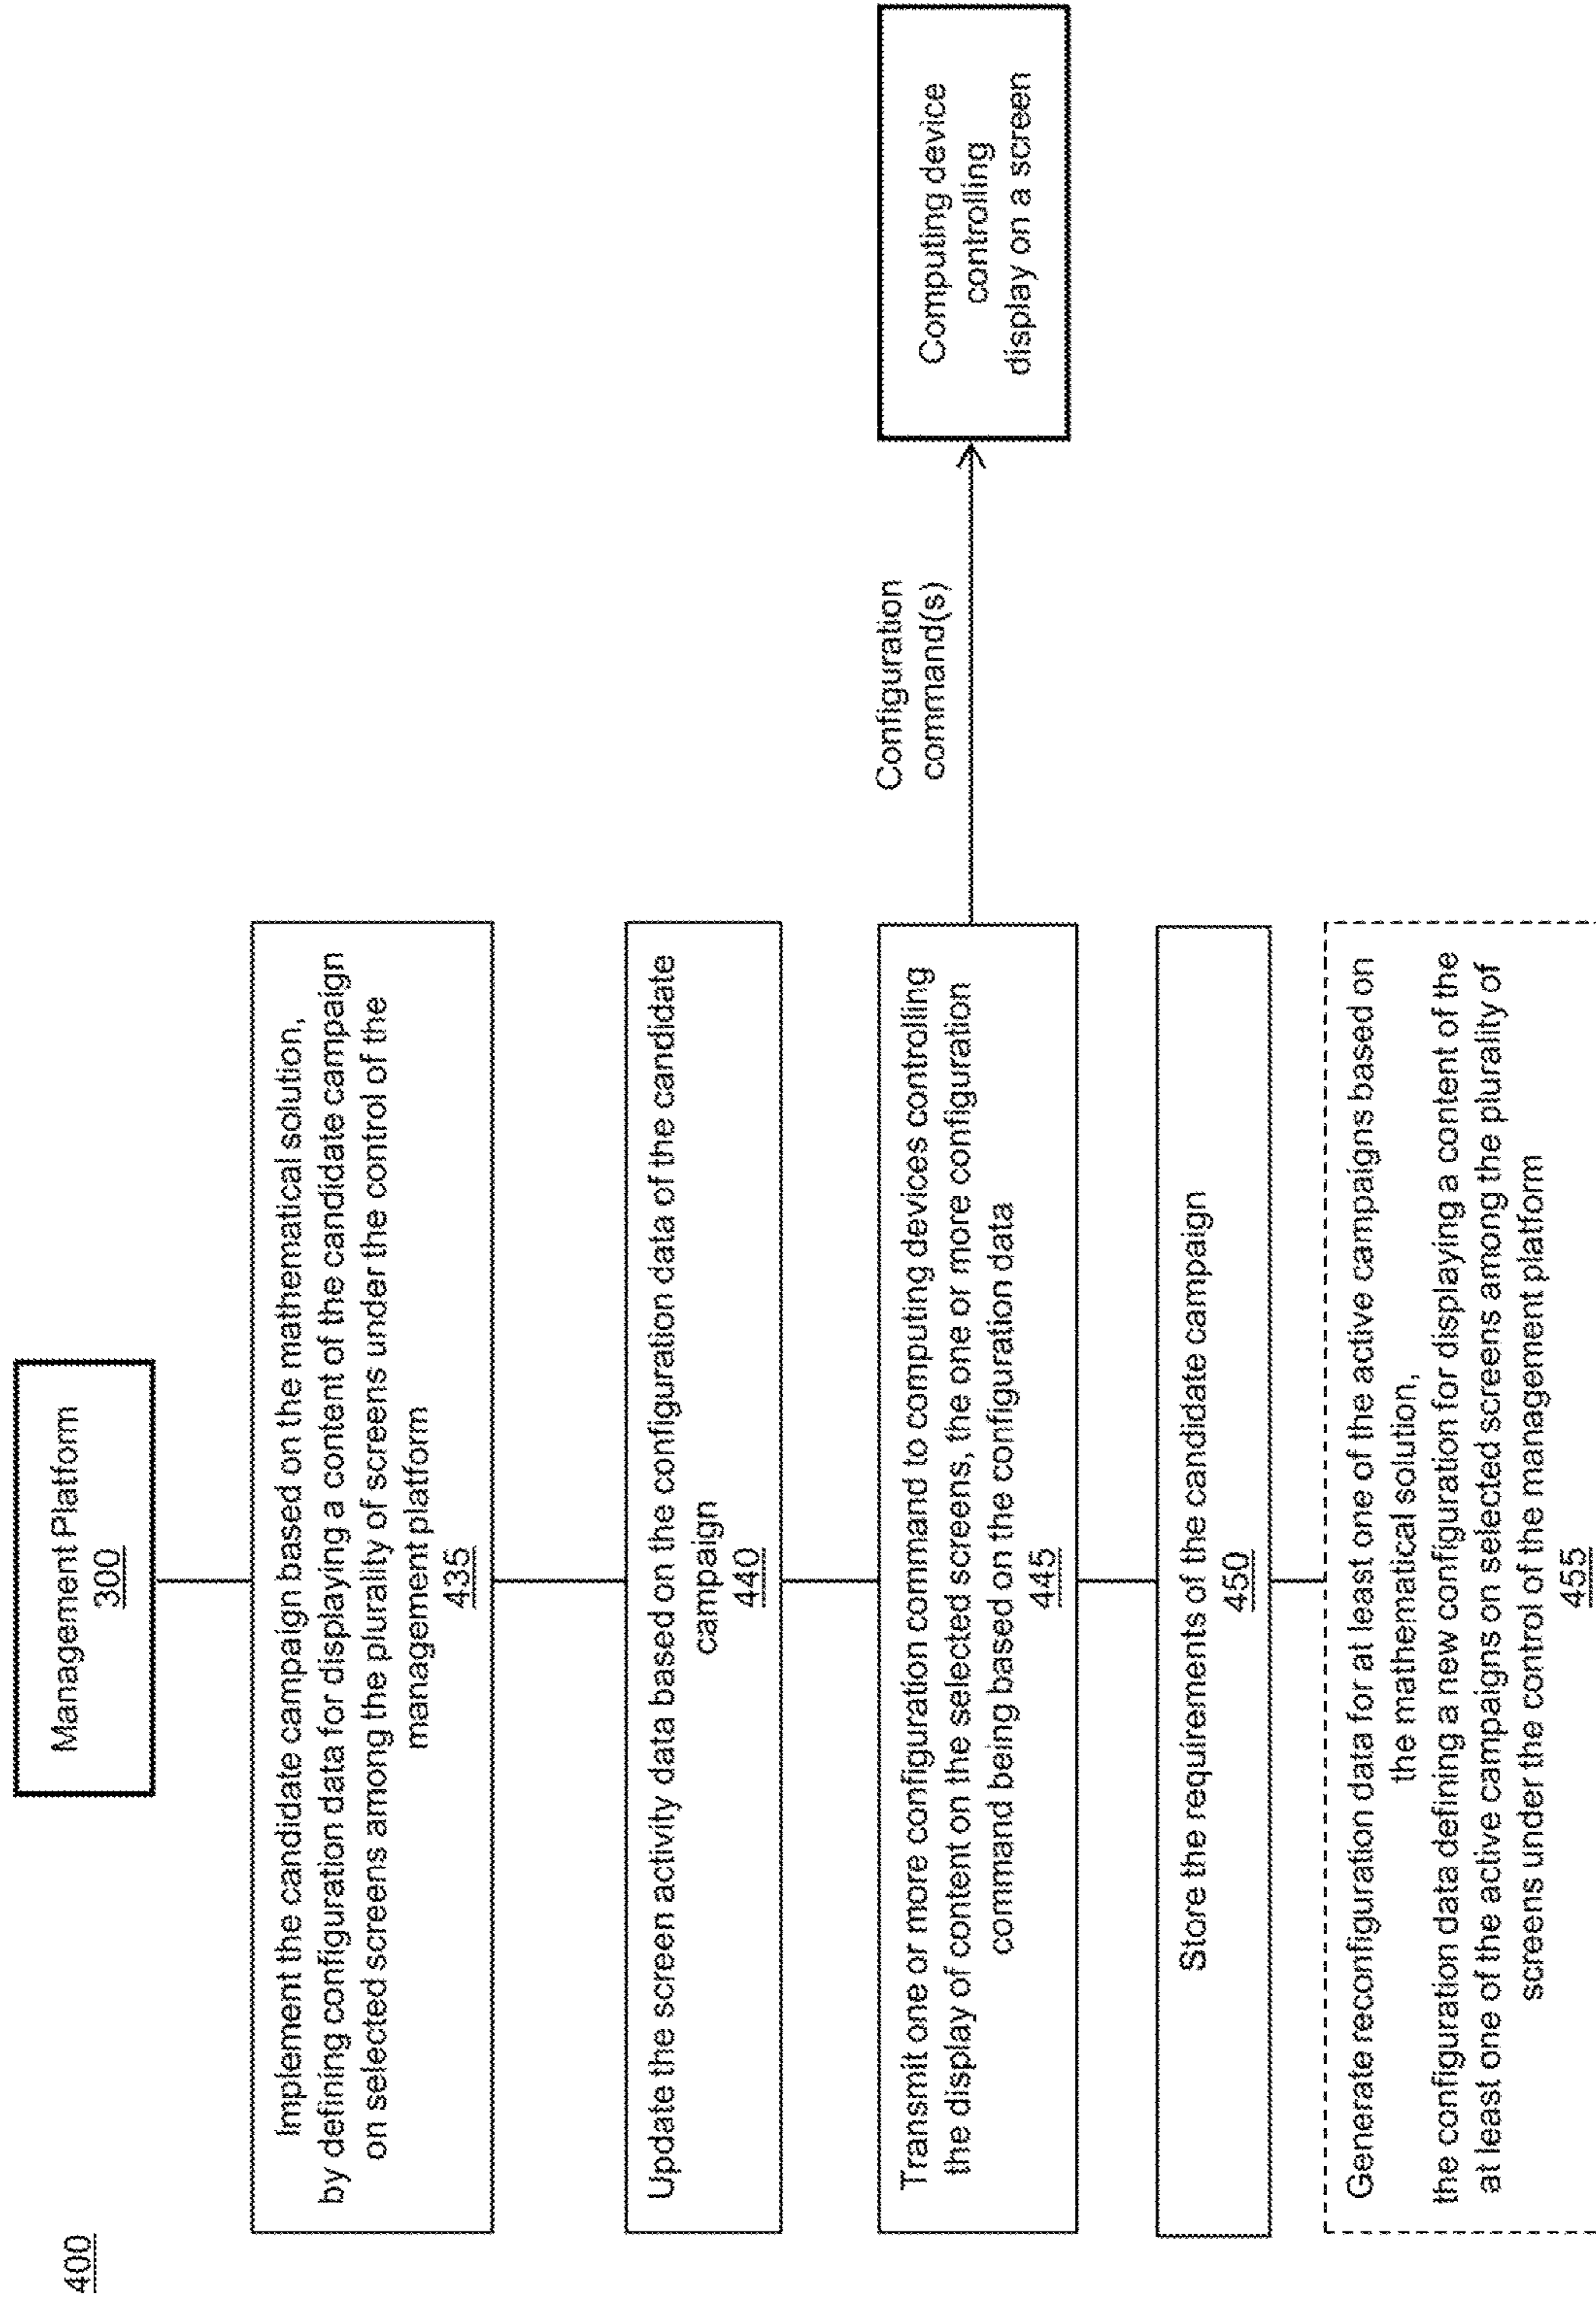 400
Management Platform
300
Implement the candidate campaign based on the mathematical solution,
by defining configuration data for displaying a content of the candidate campaign
on selected screens among the plurality of screens under the control of the
management platform
435
Update the screen activity data based on the configuration data of the candidate
campaign
440
Transmit one or more configuration command to computing devices controlling
the display of content on the selected screens, the one or more configuration
command being based on the configuration data
445
Configuration
command(s)
Computing device
controlling
display on a screen
Store the requirements of the candidate campaign
450
Generate reconfiguration data for at least one of the active campaigns based on
the mathematical solution,
the configuration data defining a new configuration for displaying a content of the
at least one of the active campaigns on selected screens among the plurality of
screens under the control of the management platform
455